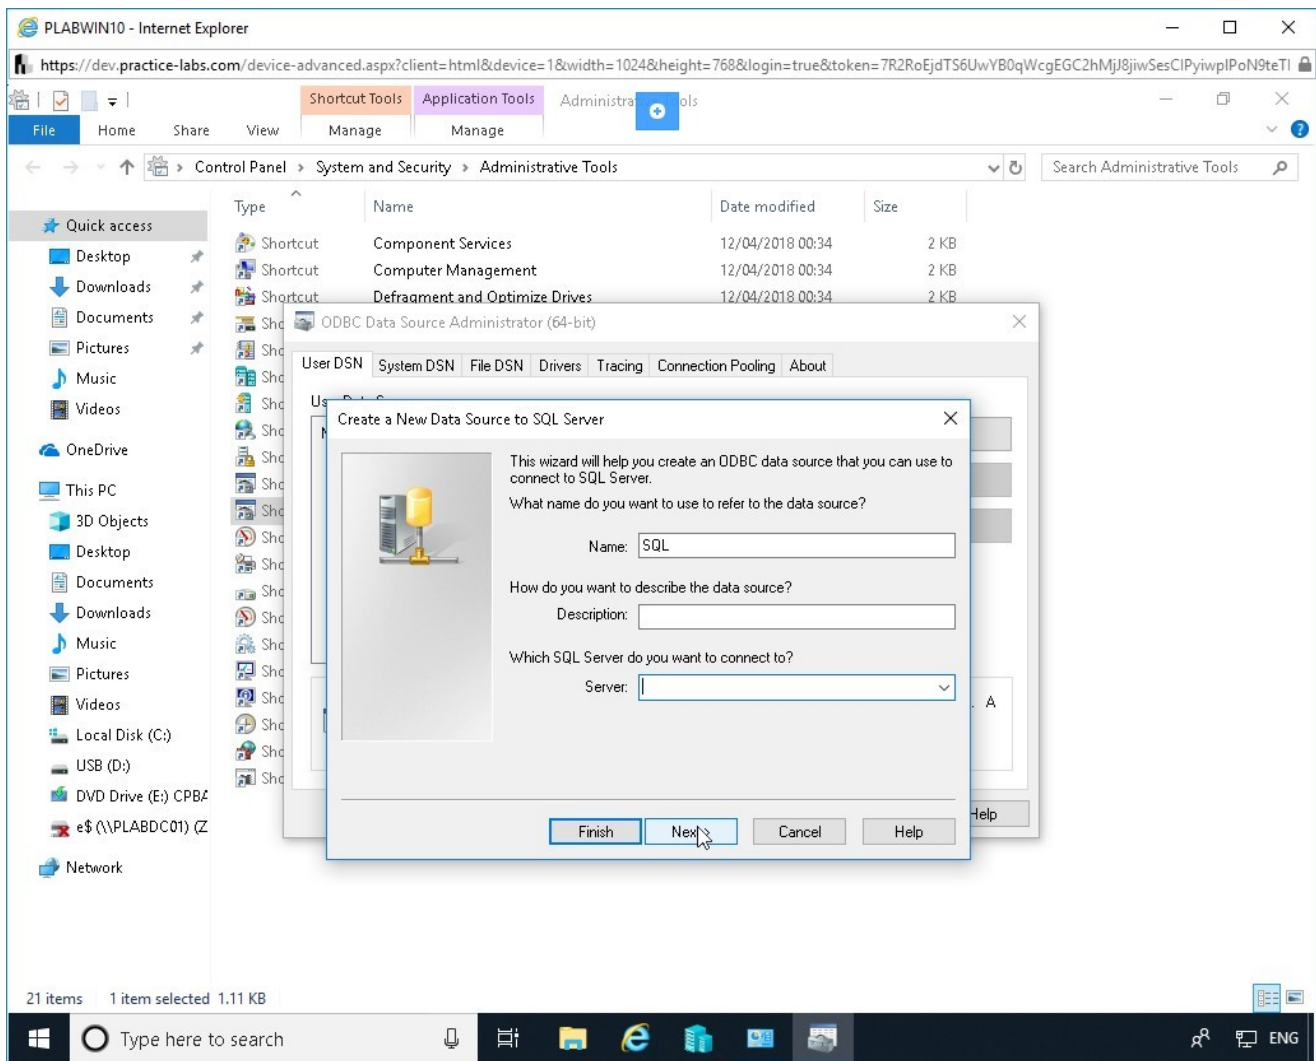 PLABWIN10 - Internet Explorer
https://dev.practice-labs.com/device-advanced.aspx?client=html&device=1&width=1024&height=768&login=true&token=7R2RoEjdTS6UwYB0qWcgEGC2hMjJ8jiwSesClPyiwplPoN9teTl
Shortcut Tools Application Tools
File Home Share View Manage Manage
Control Panel > System and Security > Administrative Tools
Search Administrative Tools
Type Name Date modified Size
Quick access
Desktop
Downloads
Documents
Pictures
Music
Videos
OneDrive
This PC
3D Objects
Desktop
Documents
Downloads
Music
Pictures
Videos
Local Disk (C:)
USB (D:)
DVD Drive (E:) CPBA
e$ (\\PLABDC01) (Z
Network
Shortcut Component Services 12/04/2018 00:34 2 KB
Shortcut Computer Management 12/04/2018 00:34 2 KB
Shortcut Defragment and Optimize Drives 12/04/2018 00:34 2 KB
ODBC Data Source Administrator (64-bit)
User DSN System DSN File DSN Drivers Tracing Connection Pooling About
Create a New Data Source to SQL Server
This wizard will help you create an ODBC data source that you can use to
connect to SQL Server.
What name do you want to use to refer to the data source?
Name: SQL
How do you want to describe the data source?
Description:
Which SQL Server do you want to connect to?
Server:
Finish Next > Cancel Help
Help
21 items 1 item selected 1.11 KB
Type here to search
ENG